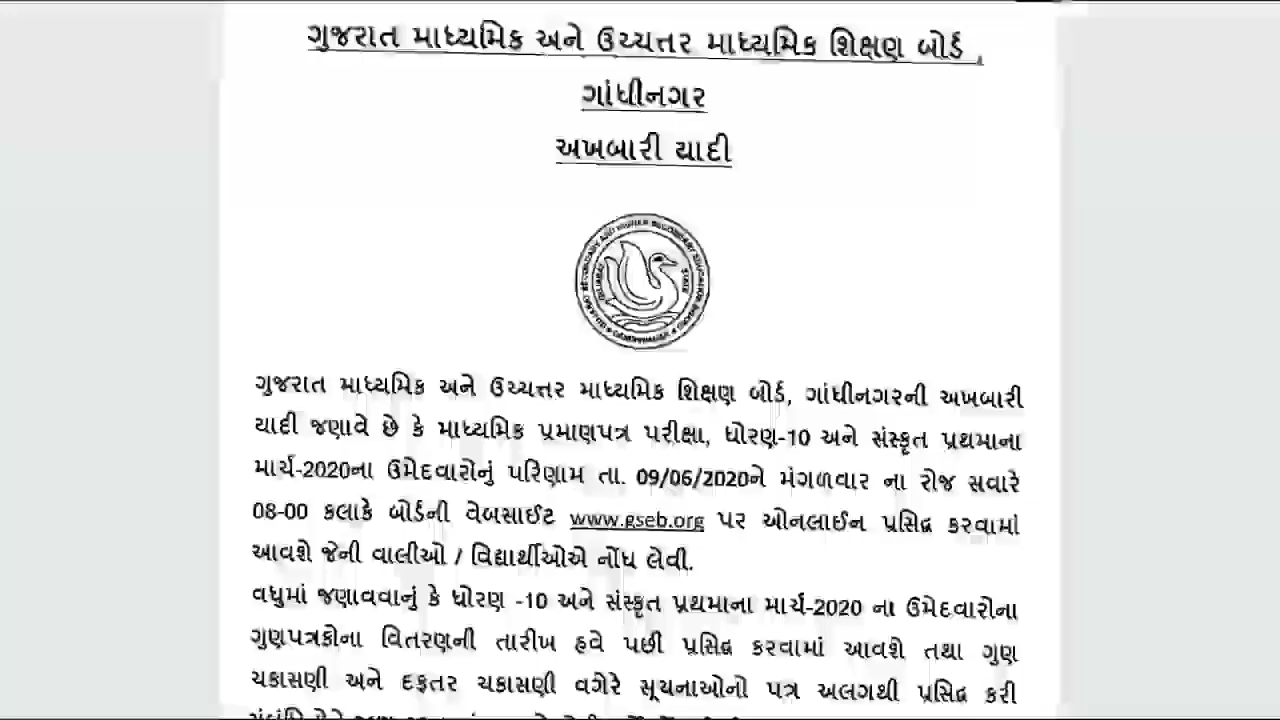 ગુજરાત માધ્યમિક અને ઉચ્ચત્તર માધ્યમિક શિક્ષણ બોર્ડ ,
ગાંધીનગર
અખબારી યાદી
ગુજરાત માધ્યમિક અને ઉચ્ચત્તર માધ્યમિક શિક્ષણ બોર્ડ, ગાંધીનગરની અખબારી
યાદી જણાવે છે કે માધ્યમિક પ્રમાણપત્ર પરીક્ષા, ધોરણ-10 અને સંસ્કૃત પ્રથમાના
માર્ચ-2020ના ઉમેદવારોનું પરિણામ તા. 09/06/2020ને મંગળવાર ના રોજ સવારે
08-00 કલાકે બોર્ડની વેબસાઈટ www.gseb.org પર ઓનલાઈન પ્રસિદ્ધ કરવામાં
આવશે જેની વાલીઓ / વિદ્યાર્થીઓએ નોંધ લેવી.
વધુમાં જણાવવાનું કે ધોરણ -10 અને સંસ્કૃત પ્રથમાના માર્ચ-2020 ના ઉમેદવારોના
ગુણપત્રકોના વિતરણની તારીખ હવે પછી પ્રસિદ્ધ કરવામાં આવશે તથા ગુણ
ચકાસણી અને દફતર ચકાસણી વગેરે સૂચનાઓનો પત્ર અલગથી પ્રસિદ્ધ કરી